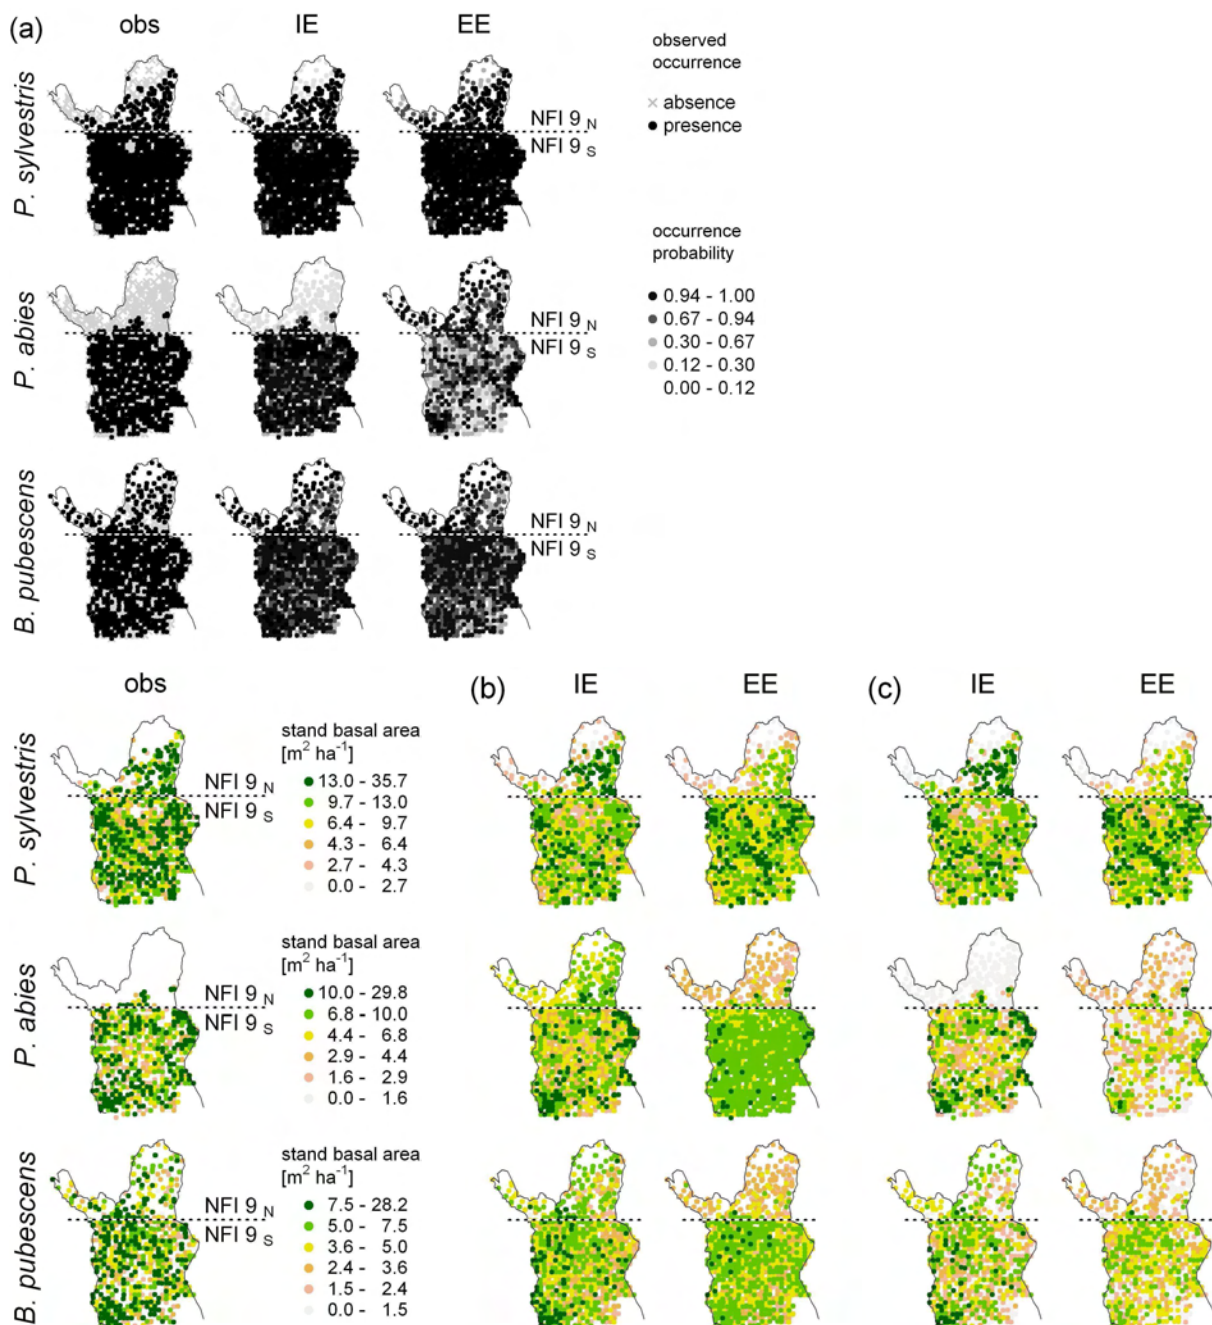 (a) obs IE EE
observed
occurrence
× absence
● presence
P. sylvestris
NFI 9 N
NFI 9 S
occurrence
probability
● 0.94 - 1.00
● 0.67 - 0.94
● 0.30 - 0.67
● 0.12 - 0.30
0.00 - 0.12
P. abies
NFI 9 N
NFI 9 S
B. pubescens
NFI 9 N
NFI 9 S
obs (b) IE EE (c) IE EE
P. sylvestris
NFI 9 N
NFI 9 S
stand basal area
[m² ha⁻¹]
13.0 - 35.7
9.7 - 13.0
6.4 - 9.7
4.3 - 6.4
2.7 - 4.3
0.0 - 2.7
P. abies
NFI 9 N
NFI 9 S
stand basal area
[m² ha⁻¹]
10.0 - 29.8
6.8 - 10.0
4.4 - 6.8
2.9 - 4.4
1.6 - 2.9
0.0 - 1.6
B. pubescens
NFI 9 N
NFI 9 S
stand basal area
[m² ha⁻¹]
7.5 - 28.2
5.0 - 7.5
3.6 - 5.0
2.4 - 3.6
1.5 - 2.4
0.0 - 1.5